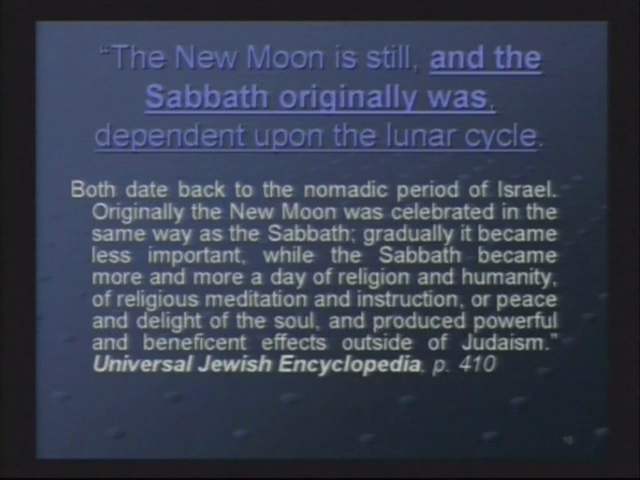 “The New Moon is still, and the
Sabbath originally was,
dependent upon the lunar cycle.
Both date back to the nomadic period of Israel.
Originally the New Moon was celebrated in the
same way as the Sabbath; gradually it became
less important, while the Sabbath became
more and more a day of religion and humanity,
of religious meditation and instruction, or peace
and delight of the soul, and produced powerful
and beneficent effects outside of Judaism.”
Universal Jewish Encyclopedia, p. 410